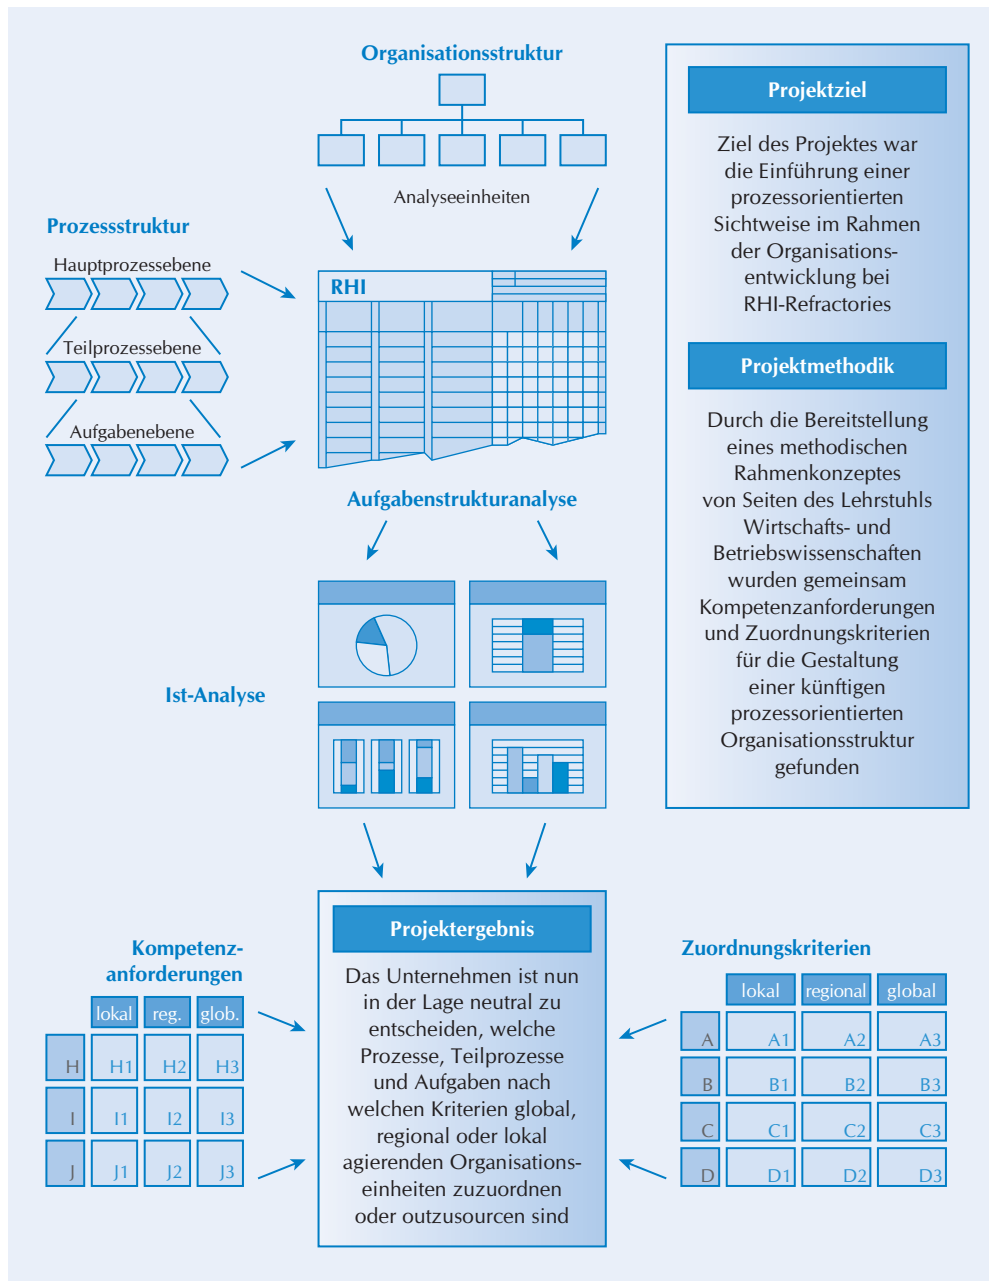 Organisationsstruktur
Analyseeinheiten
Prozessstruktur
Hauptprozessebene
Teilprozessebene
Aufgabenebene
RHI
Aufgabenstrukturanalyse
Ist-Analyse
Projektziel
Ziel des Projektes war
die Einführung einer
prozessorientierten
Sichtweise im Rahmen
der Organisations-
entwicklung bei
RHI-Refractories
Projektmethodik
Durch die Bereitstellung
eines methodischen
Rahmenkonzeptes
von Seiten des Lehrstuhls
Wirtschafts- und
Betriebswissenschaften
wurden gemeinsam
Kompetenzanforderungen
und Zuordnungskriterien
für die Gestaltung
einer künftigen
prozessorientierten
Organisationsstruktur
gefunden
Kompetenz-
anforderungen
lokal reg. glob.
H H1 H2 H3
I I1 I2 I3
J J1 J2 J3
Projektergebnis
Das Unternehmen ist nun
in der Lage neutral zu
entscheiden, welche
Prozesse, Teilprozesse
und Aufgaben nach
welchen Kriterien global,
regional oder lokal
agierenden Organisations-
einheiten zuzuordnen
oder outzusourcen sind
Zuordnungskriterien
lokal regional global
A A1 A2 A3
B B1 B2 B3
C C1 C2 C3
D D1 D2 D3